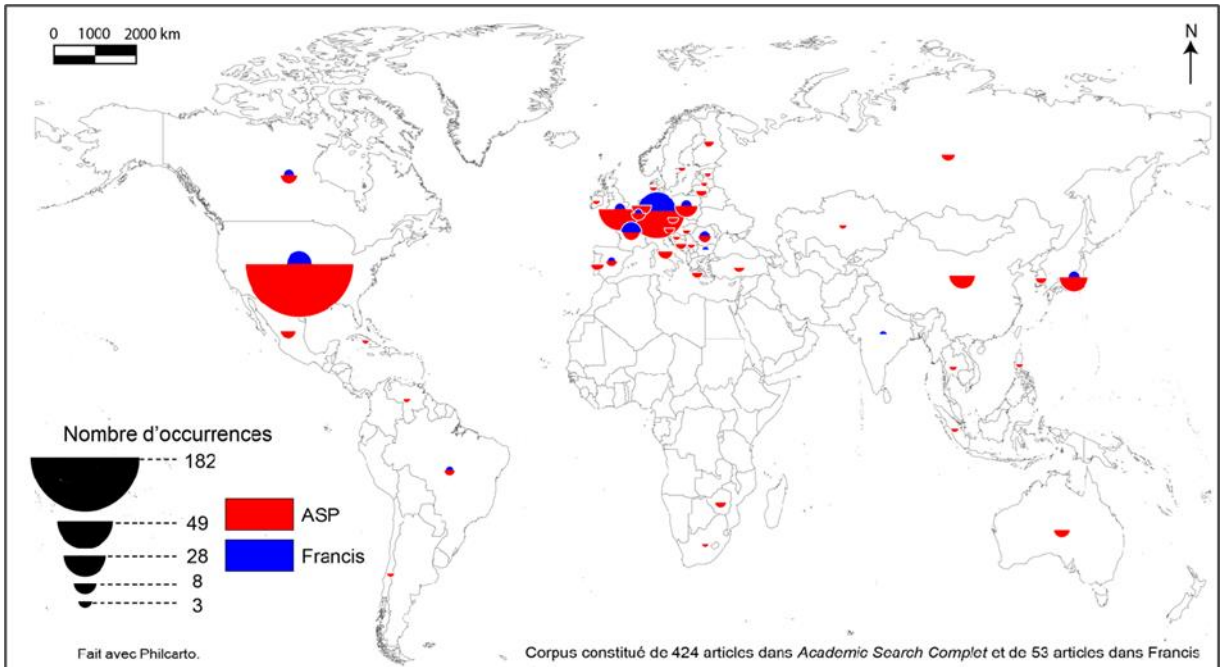 0 1000 2000 km
N
Nombre d'occurrences
182
49
28
8
3
ASP
Francis
Fait avec Philcarto.
Corpus constitué de 424 articles dans Academic Search Complet et de 53 articles dans Francis